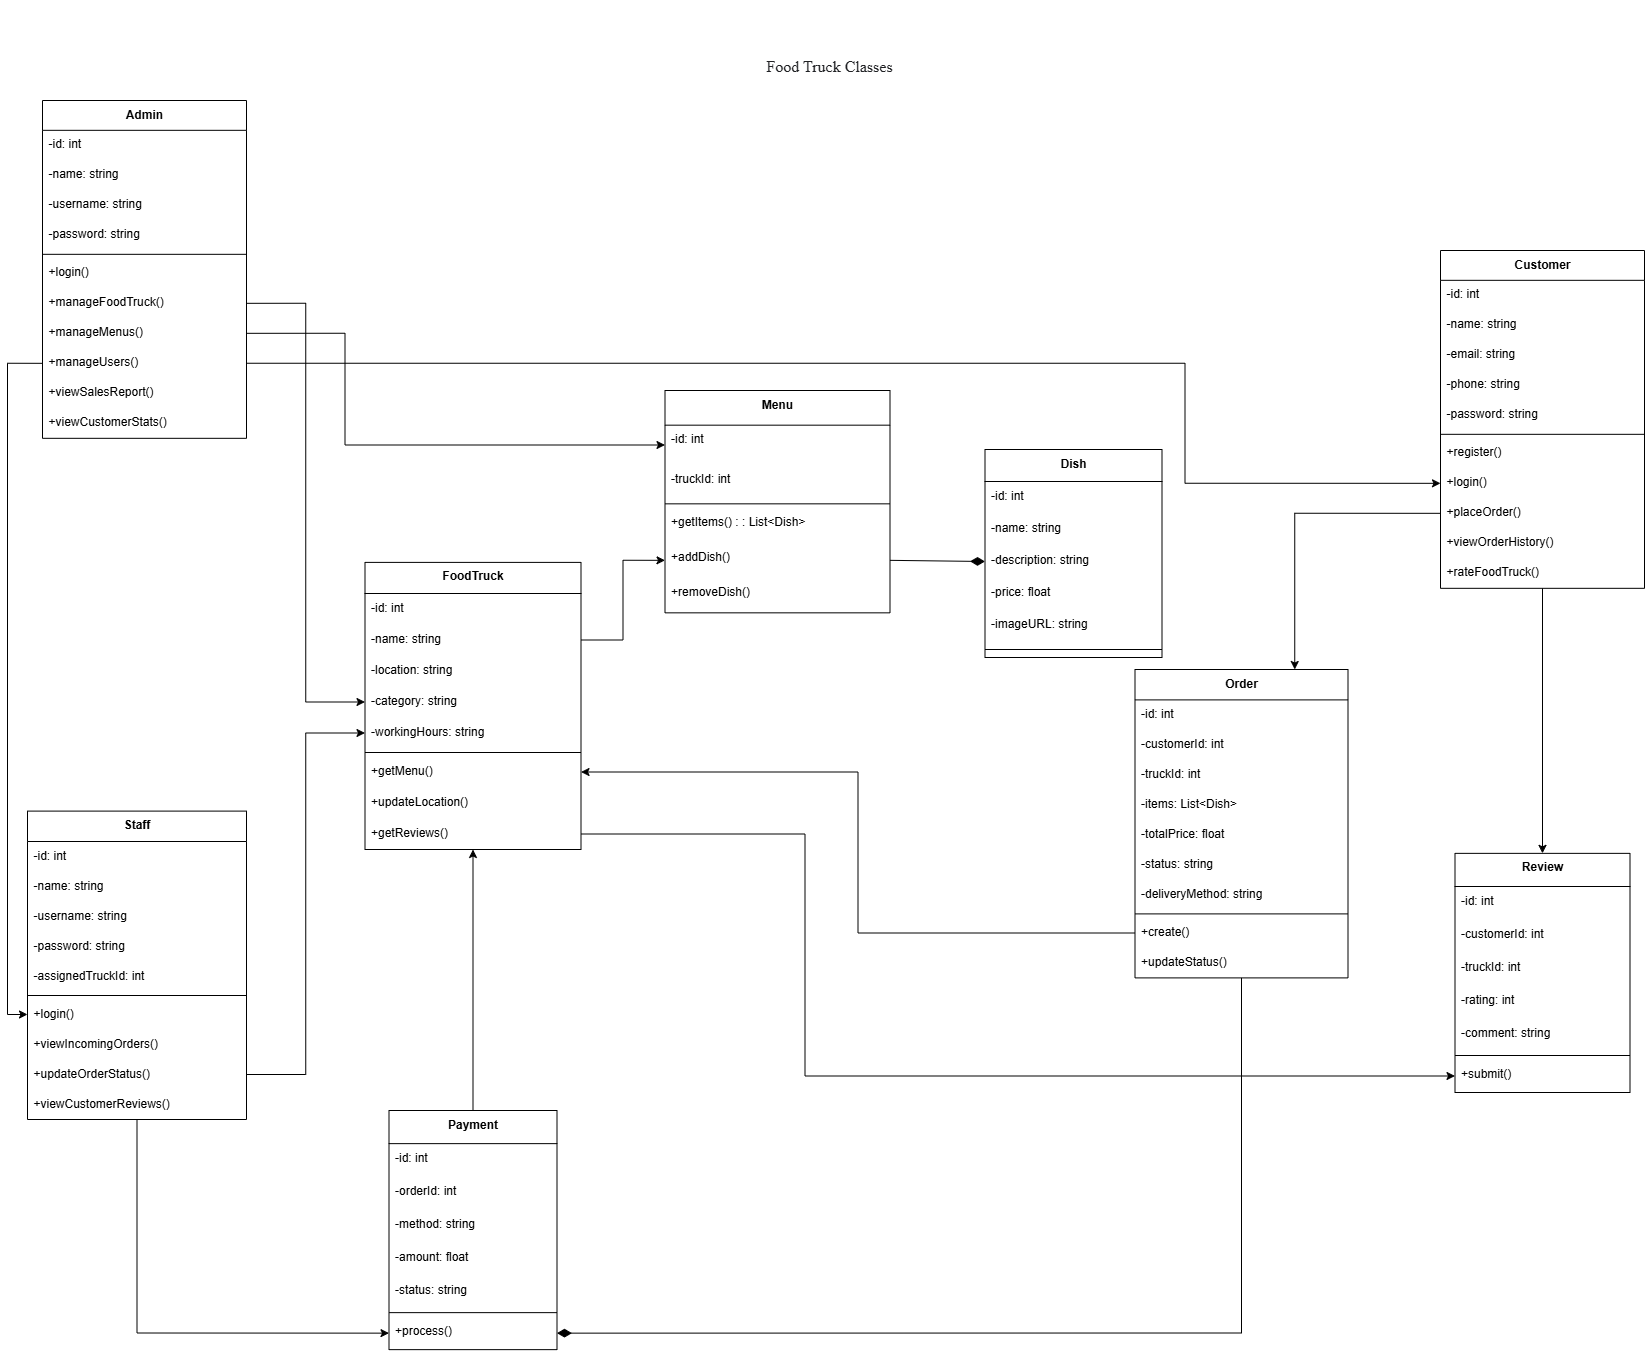 Food Truck Classes
Admin
-id: int
-name: string
-username: string
-password: string
+login()
+manageFoodTruck()
+manageMenus()
+manageUsers()
+viewSalesReport()
+viewCustomerStats()
Customer
-id: int
-name: string
-email: string
-phone: string
-password: string
+register()
+login()
+placeOrder()
+viewOrderHistory()
+rateFoodTruck()
Menu
-id: int
-truckId: int
+getItems() : : List<Dish>
+addDish()
+removeDish()
Dish
-id: int
-name: string
-description: string
-price: float
-imageURL: string
FoodTruck
-id: int
-name: string
-location: string
-category: string
-workingHours: string
+getMenu()
+updateLocation()
+getReviews()
Order
-id: int
-customerId: int
-truckId: int
-items: List<Dish>
-totalPrice: float
-status: string
-deliveryMethod: string
+create()
+updateStatus()
Staff
-id: int
-name: string
-username: string
-password: string
-assignedTruckId: int
+login()
+viewIncomingOrders()
+updateOrderStatus()
+viewCustomerReviews()
Review
-id: int
-customerId: int
-truckId: int
-rating: int
-comment: string
+submit()
Payment
-id: int
-orderId: int
-method: string
-amount: float
-status: string
+process()